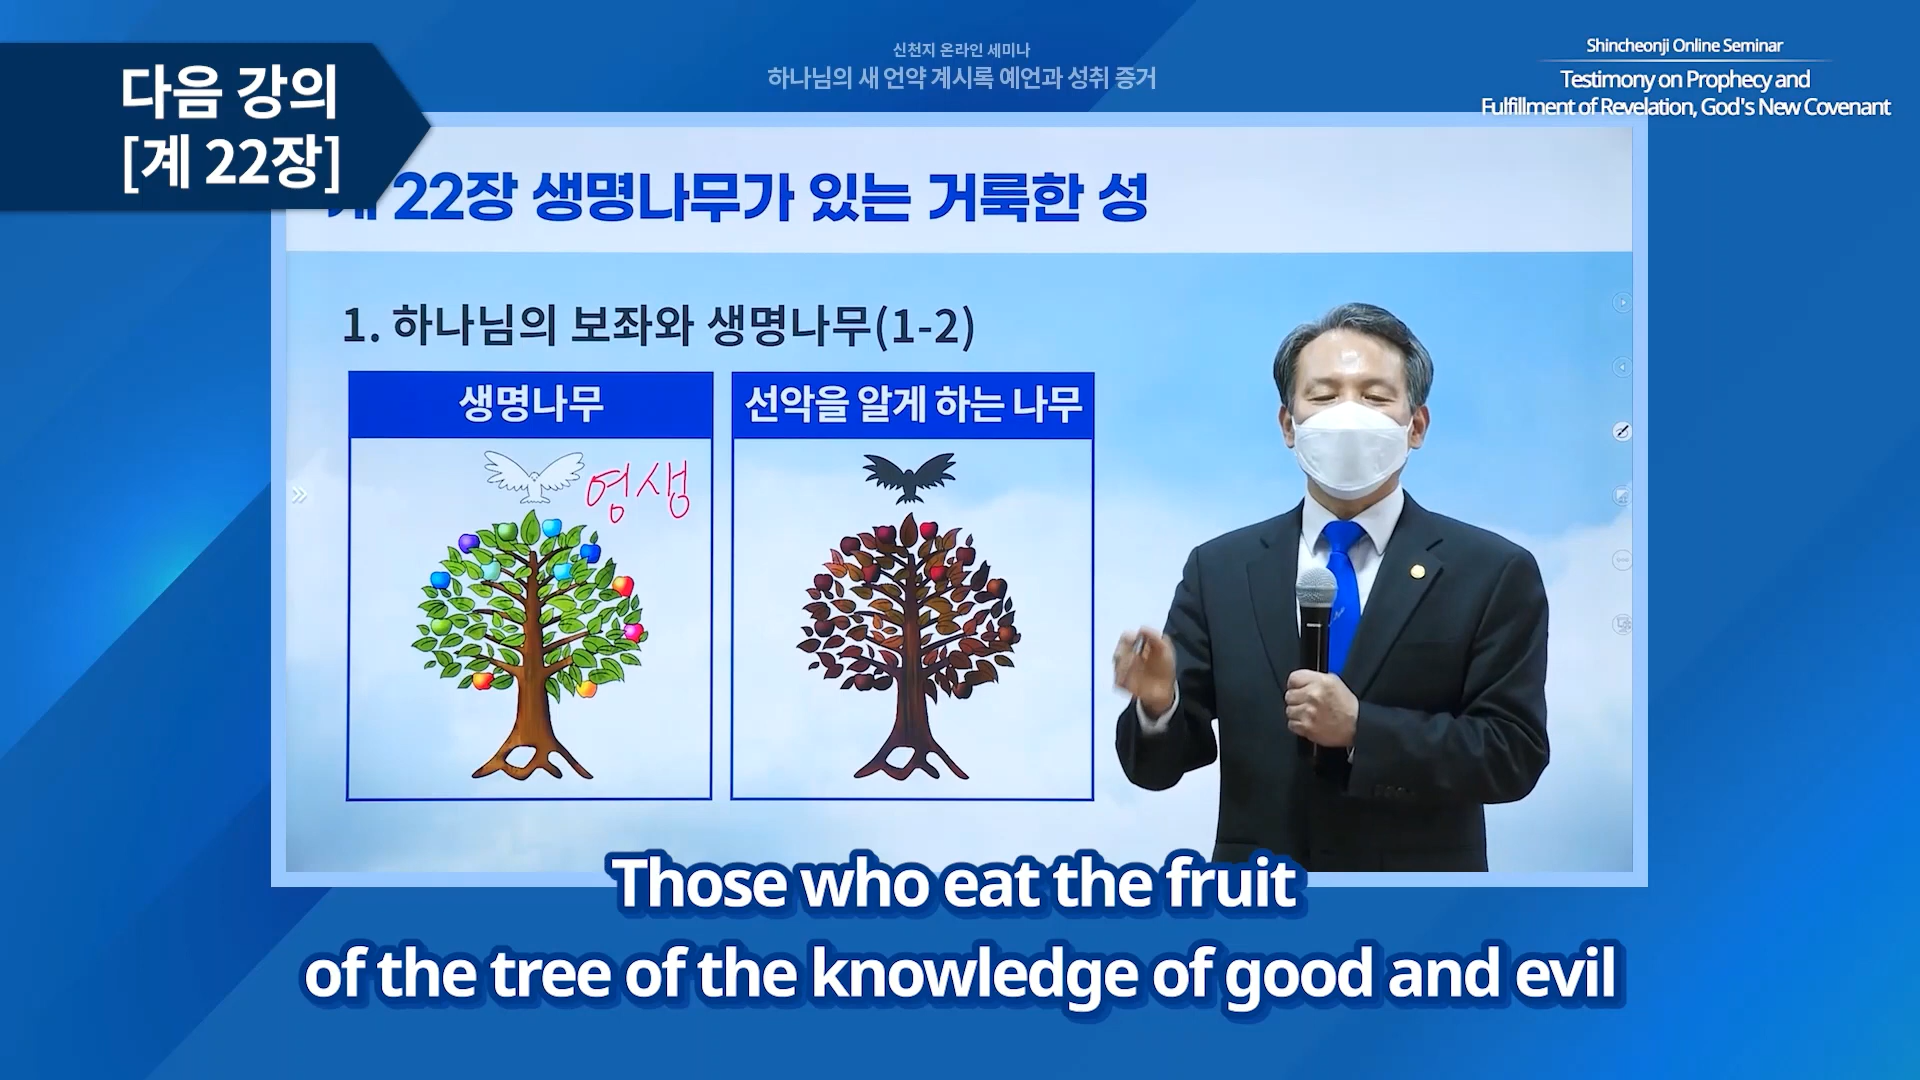 다음 강의
[계 22장]
신천지 온라인 세미나
하나님의 새 언약 계시록 예언과 성취 증거
Shincheonji Online Seminar
Testimony on Prophecy and
Fulfillment of Revelation, God's New Covenant
계 22장 생명나무가 있는 거룩한 성
1. 하나님의 보좌와 생명나무(1-2)
생명나무
선악을 알게 하는 나무
영생
Those who eat the fruit
of the tree of the knowledge of good and evil